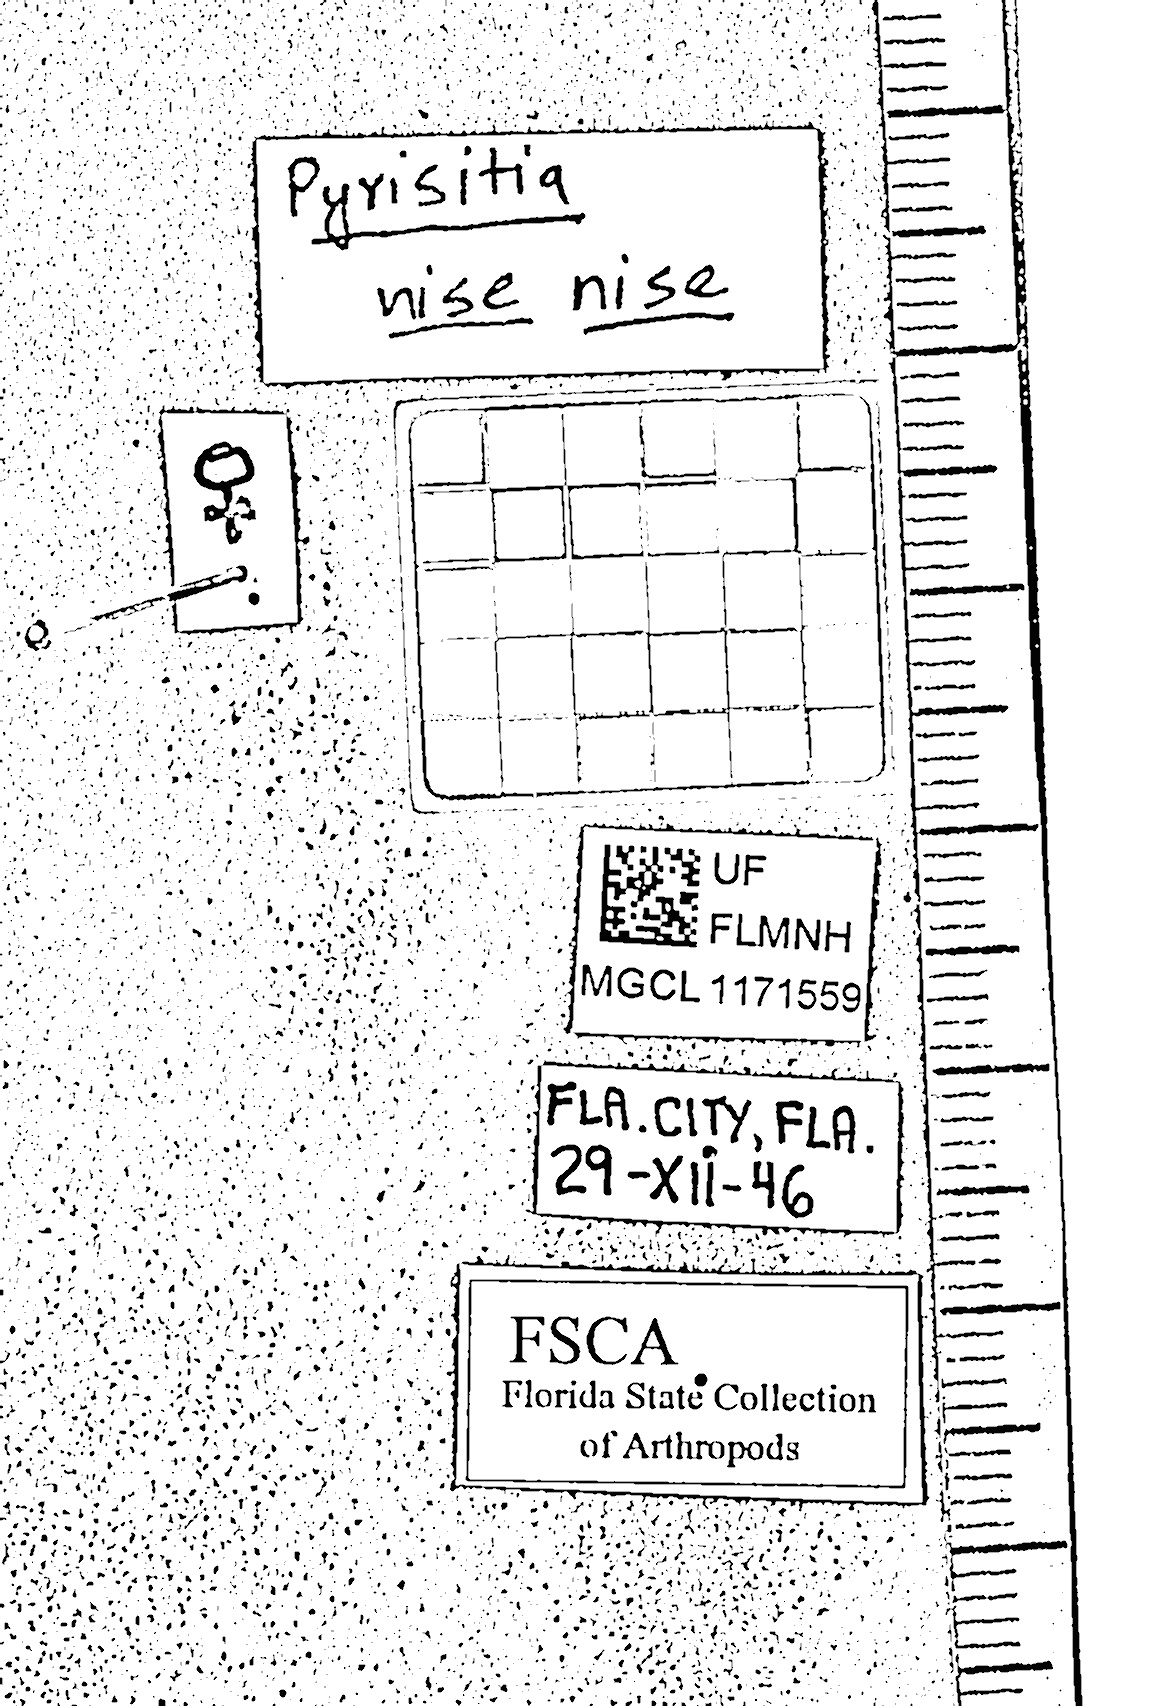 Pyrisitia
nise nise
♀
UF
FLMNH
MGCL 1171559
FLA. CITY, FLA.
29-XII-46
FSCA
Florida State Collection
of Arthropods